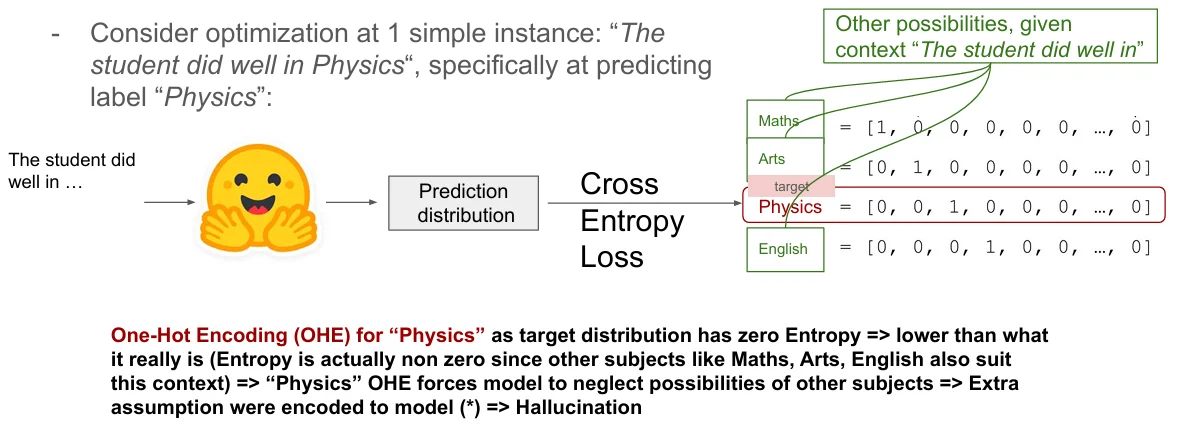 - Consider optimization at 1 simple instance: “The
student did well in Physics“, specifically at predicting
label “Physics”:
Other possibilities, given
context “The student did well in”
The student did
well in …
Prediction
distribution
Cross
Entropy
Loss
Maths = [1, 0, 0, 0, 0, 0, …, 0]
Arts = [0, 1, 0, 0, 0, 0, …, 0]
target
Physics = [0, 0, 1, 0, 0, 0, …, 0]
English = [0, 0, 0, 1, 0, 0, …, 0]
One-Hot Encoding (OHE) for “Physics” as target distribution has zero Entropy => lower than what
it really is (Entropy is actually non zero since other subjects like Maths, Arts, English also suit
this context) => “Physics” OHE forces model to neglect possibilities of other subjects => Extra
assumption were encoded to model (*) => Hallucination